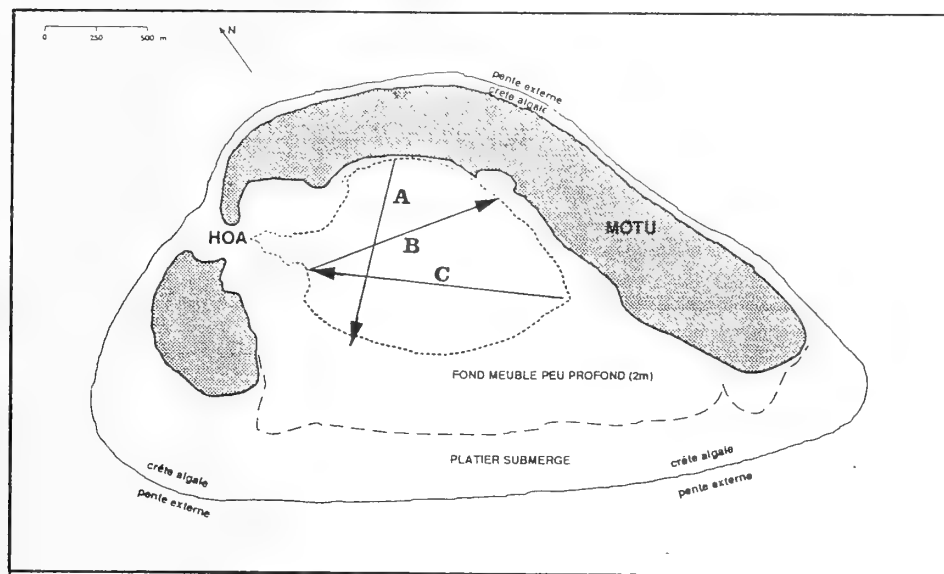 0 250 500 m
N
pente externe
crête algale
A
HOA
B
MOTU
C
FOND MEUBLE PEU PROFOND (2m)
PLATIER SUBMERGE
crête algale
pente externe
crête algale
pente externe